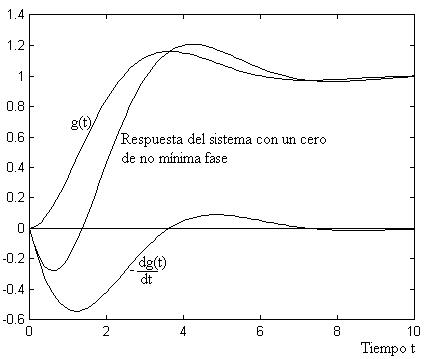 1.4
1.2
1
0.8
0.6
0.4
0.2
0
-0.2
-0.4
-0.6
g(t)
Respuesta del sistema con un cero
de no mínima fase
- dg(t)
dt
0 2 4 6 8 10
Tiempo t